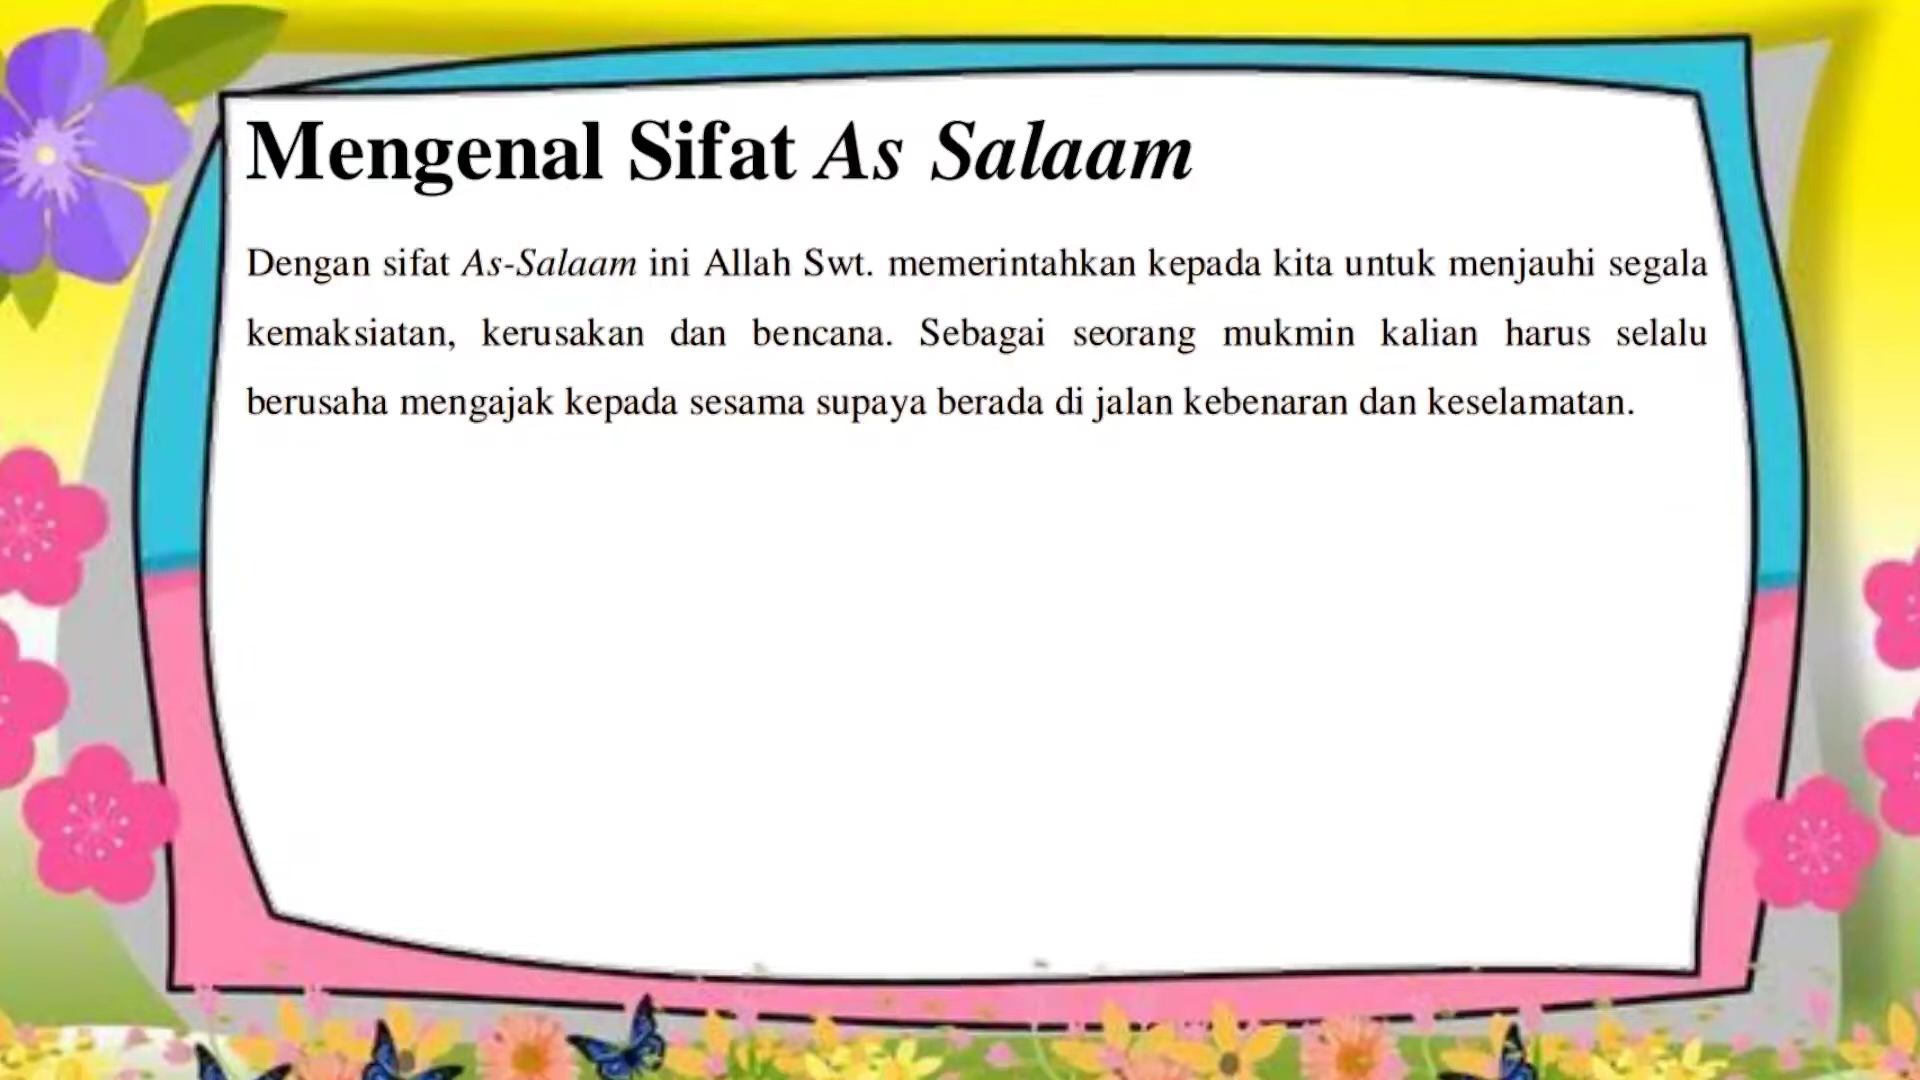 Mengenal Sifat As Salaam
Dengan sifat As-Salaam ini Allah Swt. memerintahkan kepada kita untuk menjauhi segala
kemaksiatan, kerusakan dan bencana. Sebagai seorang mukmin kalian harus selalu
berusaha mengajak kepada sesama supaya berada di jalan kebenaran dan keselamatan.